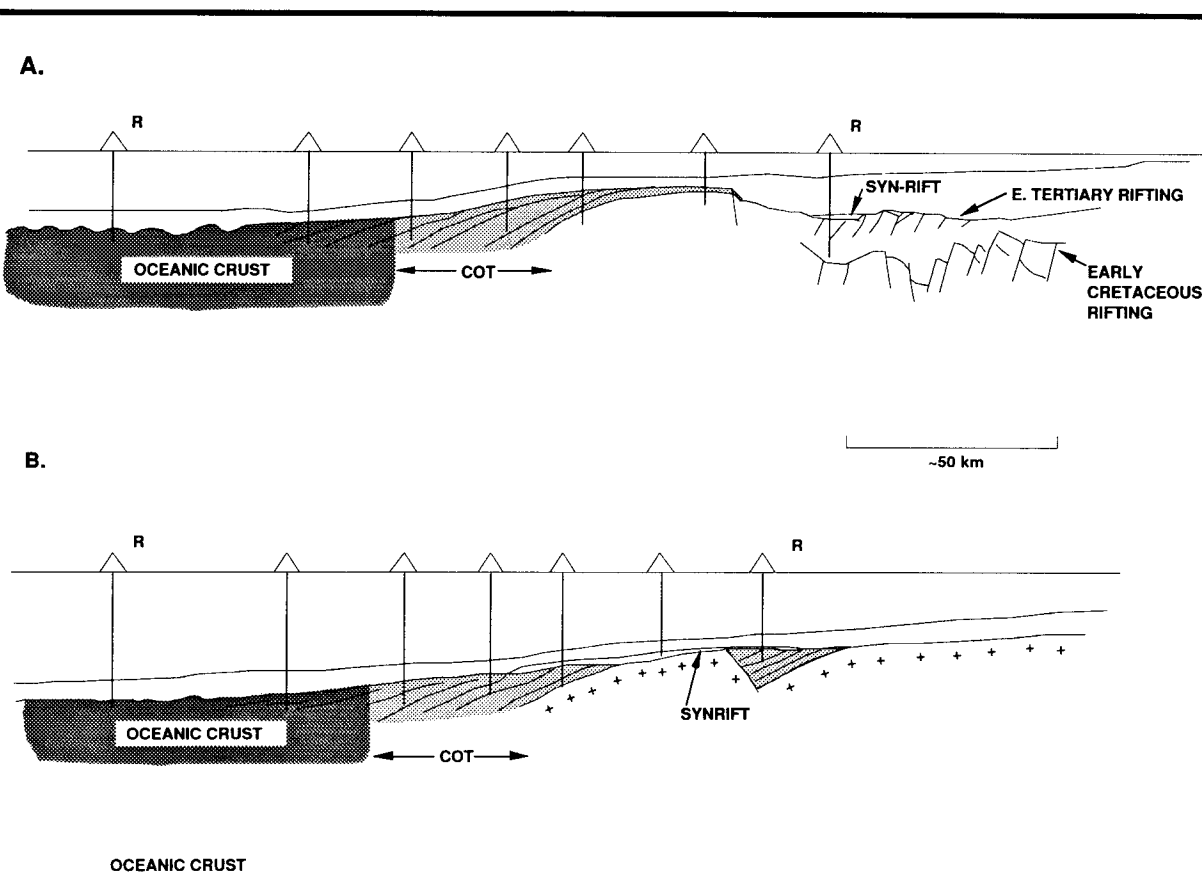 A.
R
R
SYN-RIFT
E. TERTIARY RIFTING
OCEANIC CRUST
COT
EARLY
CRETACEOUS
RIFTING
~50 km
B.
R
R
SYNRIFT
OCEANIC CRUST
COT
OCEANIC CRUST